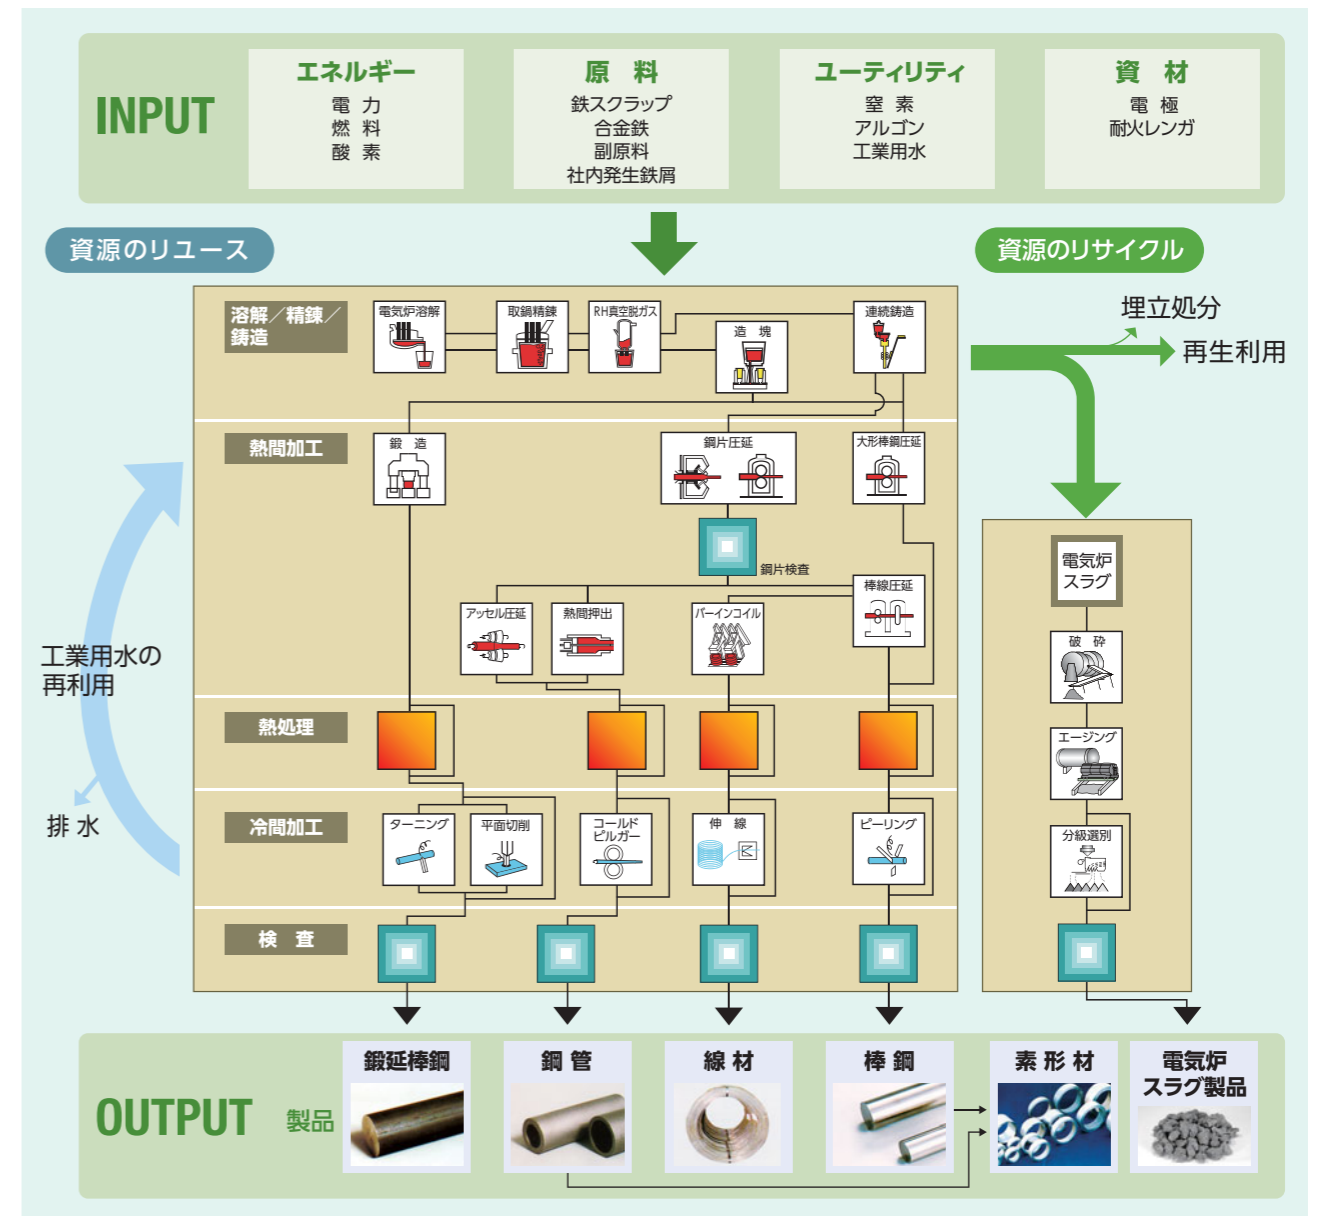 INPUT
エネルギー
電 力
燃 料
酸 素
原 料
鉄スクラップ
合金鉄
副原料
社内発生鉄屑
ユーティリティ
窒 素
アルゴン
工業用水
資 材
電 極
耐火レンガ
資源のリユース
資源のリサイクル
溶解／精錬／
鋳造
電気炉溶解
取鍋精錬
RH真空脱ガス
造 塊
連続鋳造
埋立処分
再生利用
熱間加工
鍛 造
鋼片圧延
大形棒鋼圧延
鋼片検査
アッセル圧延
熱間押出
バーインコイル
棒線圧延
電気炉
スラグ
破 砕
エージング
分級選別
工業用水の
再利用
排 水
熱処理
冷間加工
ターニング
平面切削
コールド
ピルガー
伸 線
ピーリング
検 査
OUTPUT
製品
鍛延棒鋼
鋼 管
線 材
棒 鋼
素 形 材
電気炉
スラグ製品